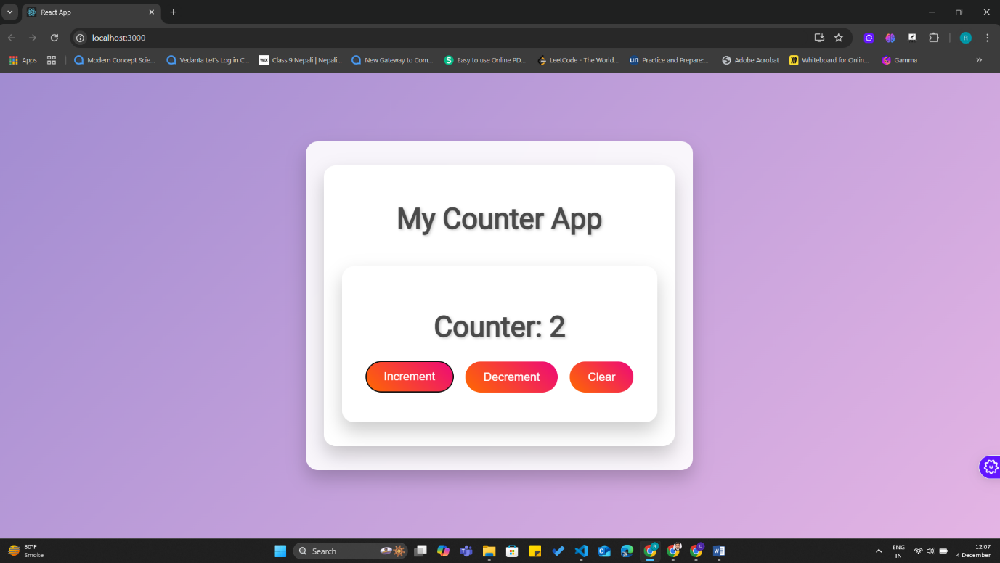 React App
localhost:3000
R
Apps
Modern Concept Scie...
Vedanta Let's Log in C...
wx Class 9 Nepali | Nepali...
New Gateway to Com...
S Easy to use Online PD...
LeetCode - The World...
un Practice and Prepare:...
Adobe Acrobat
Whiteboard for Onlin...
Gamma
My Counter App
Counter: 2
Increment
Decrement
Clear
80°F
Smoke
Search
ENG
IN
12:07
4 December